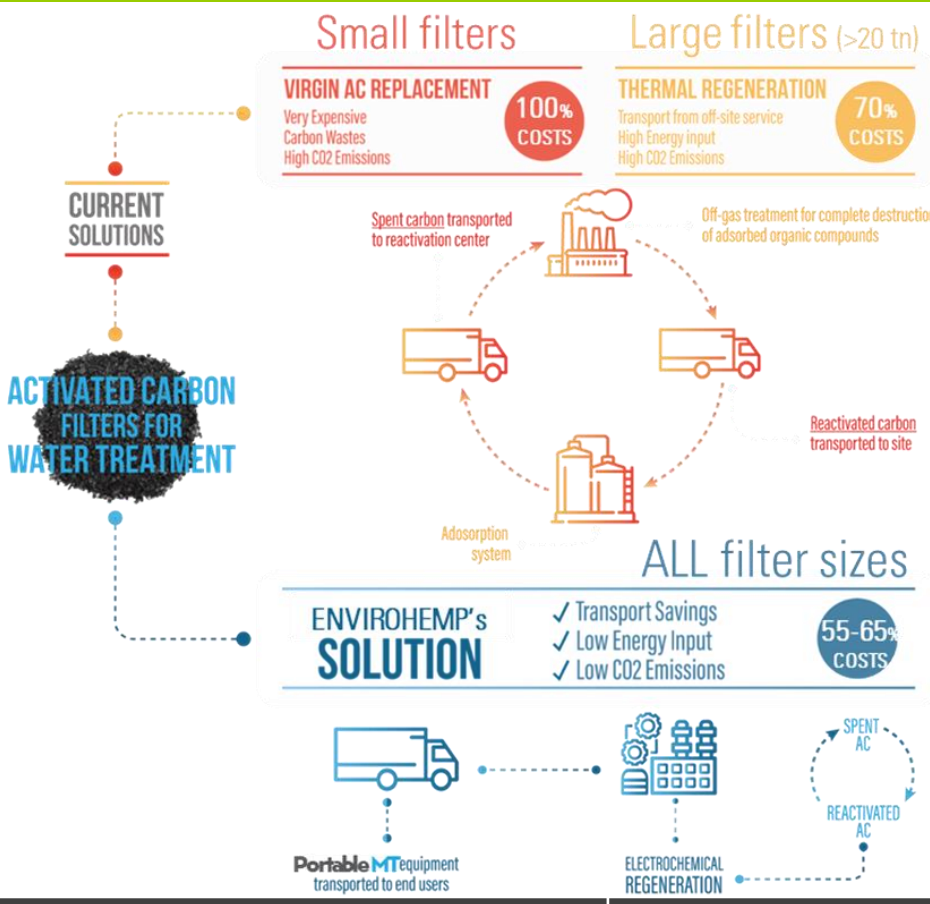 Small filters
VIRGIN AC REPLACEMENT
Very Expensive
Carbon Wastes
High CO2 Emissions
100%
COSTS
Large filters (>20 tn)
THERMAL REGENERATION
Transport from off-site service
High Energy input
High CO2 Emissions
70%
COSTS
CURRENT
SOLUTIONS
Spent carbon transported
to reactivation center
Off-gas treatment for complete destruction
of adsorbed organic compounds
ACTIVATED CARBON
FILTERS FOR
WATER TREATMENT
Reactivated carbon
transported to site
Adosorption
system
ALL filter sizes
ENVIROHEMP's
SOLUTION
✓ Transport Savings
✓ Low Energy Input
✓ Low CO2 Emissions
55-65%
COSTS
SPENT
AC
REACTIVATED
AC
Portable MT equipment
transported to end users
ELECTROCHEMICAL
REGENERATION